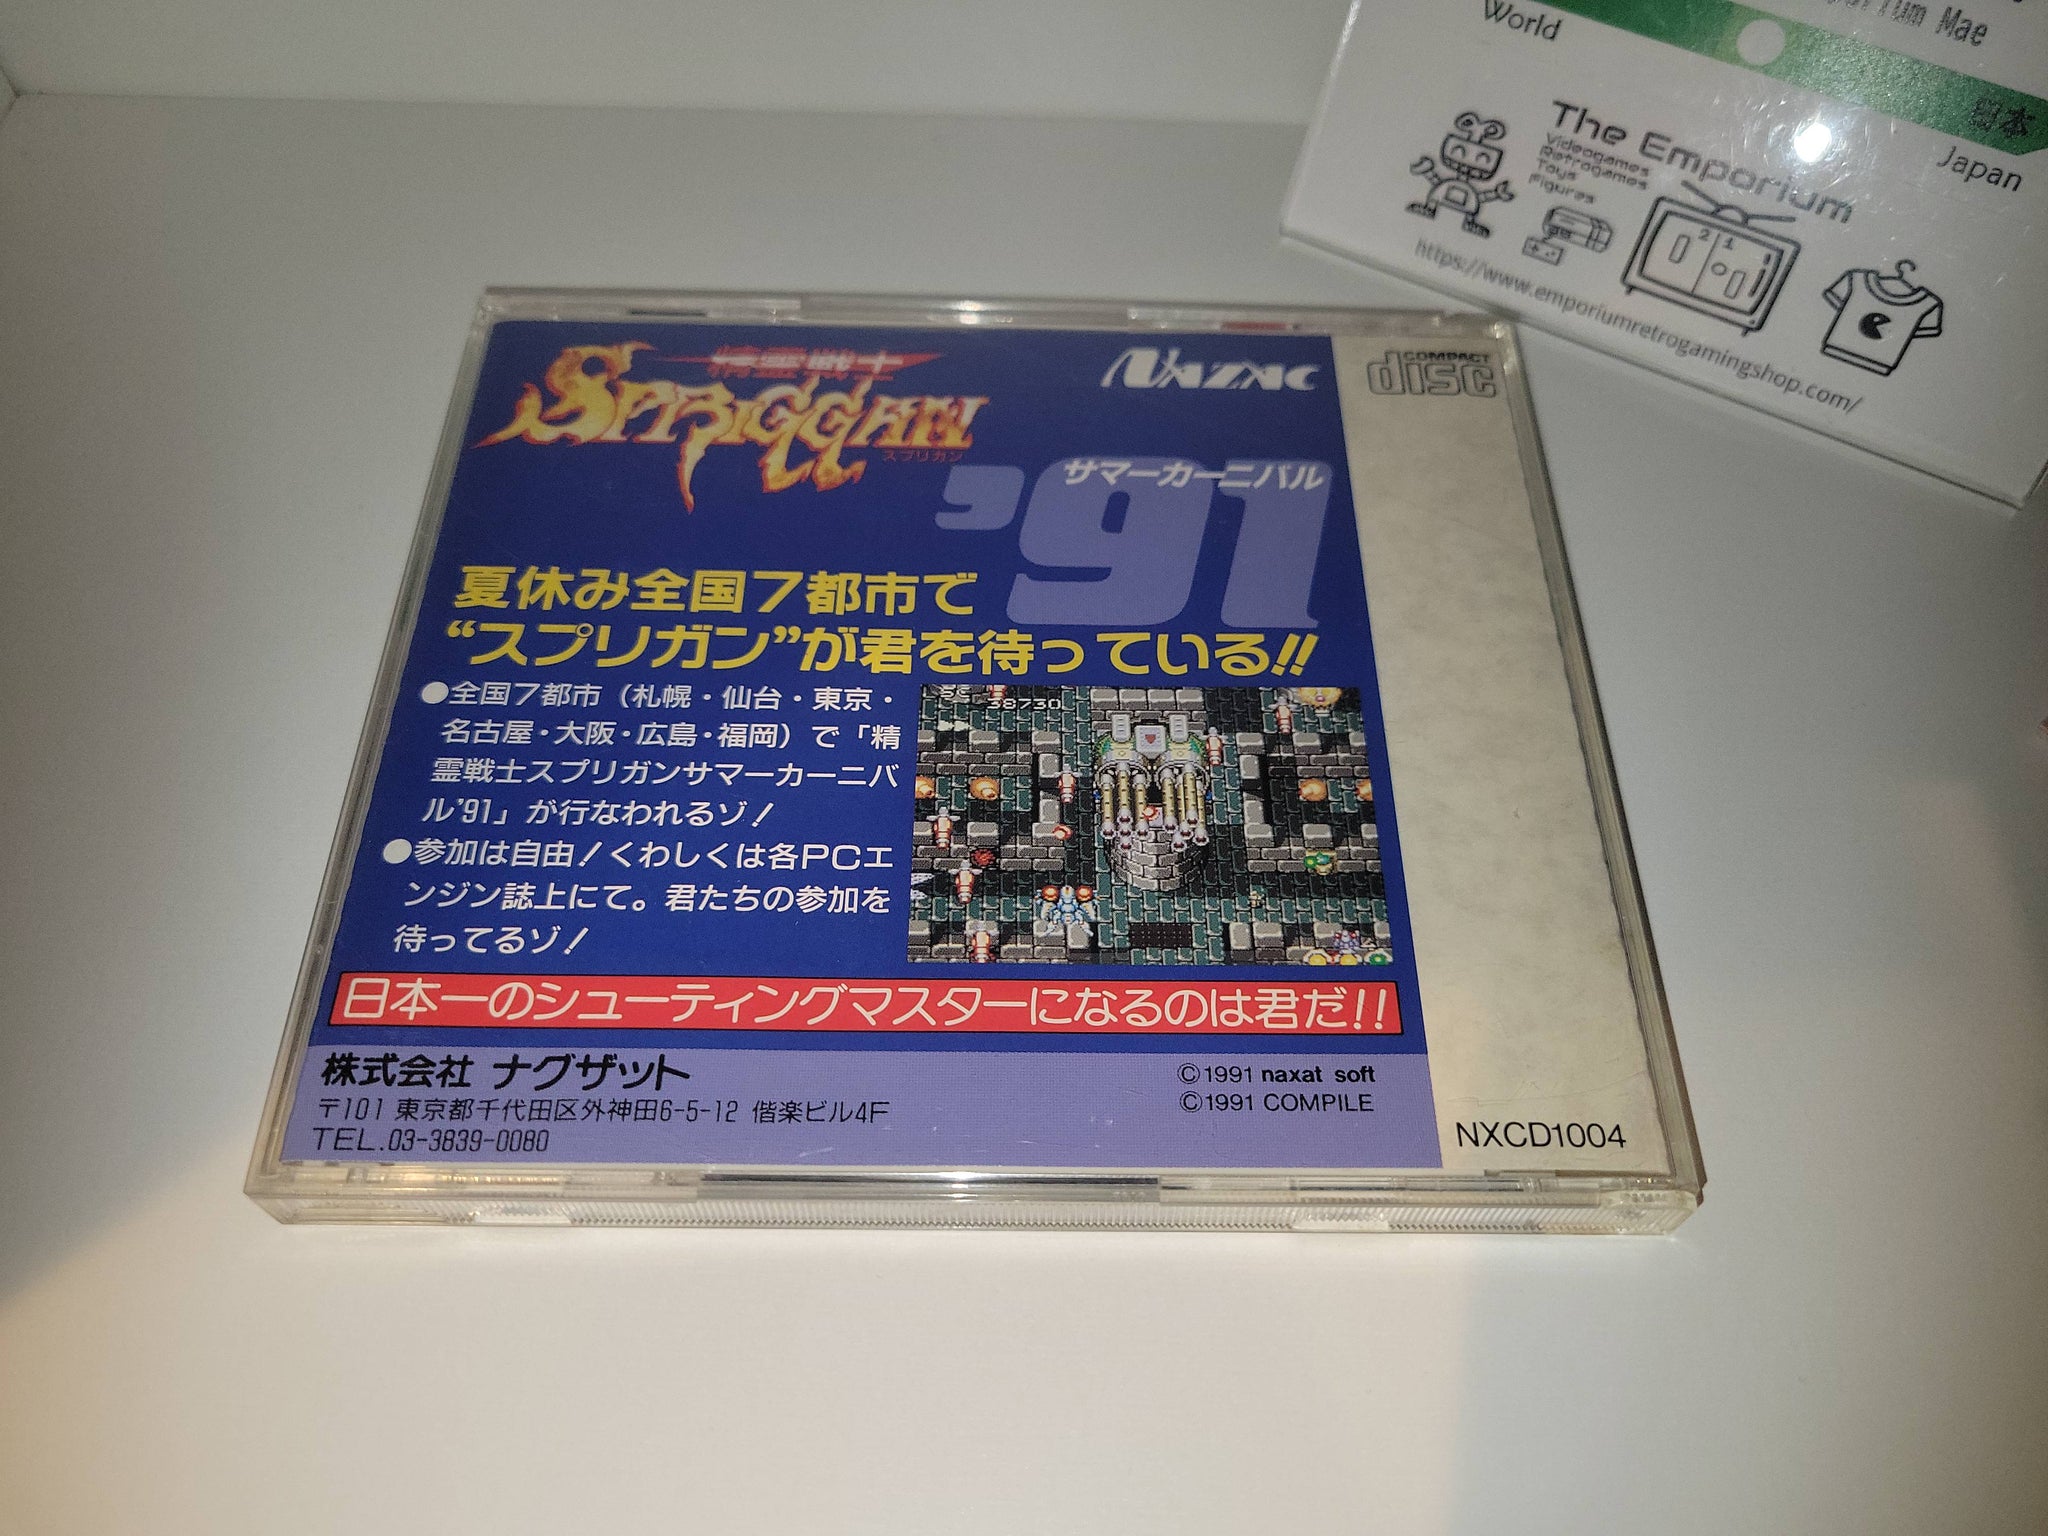 World
Mae
日本
Japan
The Emporium
Videogames
Retrogames
Toys
Figures
https://www.emporiumretrogamingshop.com/
精霊戦士
SPRIGGAN
スプリガン
NAXAT
COMPACT
disc
サマーカーニバル
'91
夏休み全国7都市で
“スプリガン”が君を待っている!!
●全国7都市（札幌・仙台・東京・
名古屋・大阪・広島・福岡）で「精
霊戦士スプリガンサマーカーニバ
ル'91」が行なわれるゾ！
●参加は自由！くわしくは各PCエ
ンジン誌上にて。君たちの参加を
待ってるゾ！
38730
日本一のシューティングマスターになるのは君だ!!
株式会社 ナグザット
〒101 東京都千代田区外神田6-5-12 偕楽ビル4F
TEL.03-3839-0080
©1991 naxat soft
©1991 COMPILE
NXCD1004